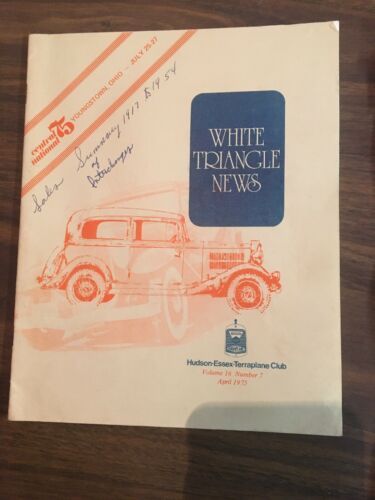 central 75 YOUNGSTOWN, OHIO – JULY 25-27
national
Sales Summary 1917 & 1954
of
WHITE
TRIANGLE
NEWS
Hudson-Essex-Terraplane Club
Volume 16 Number 7
April 1975